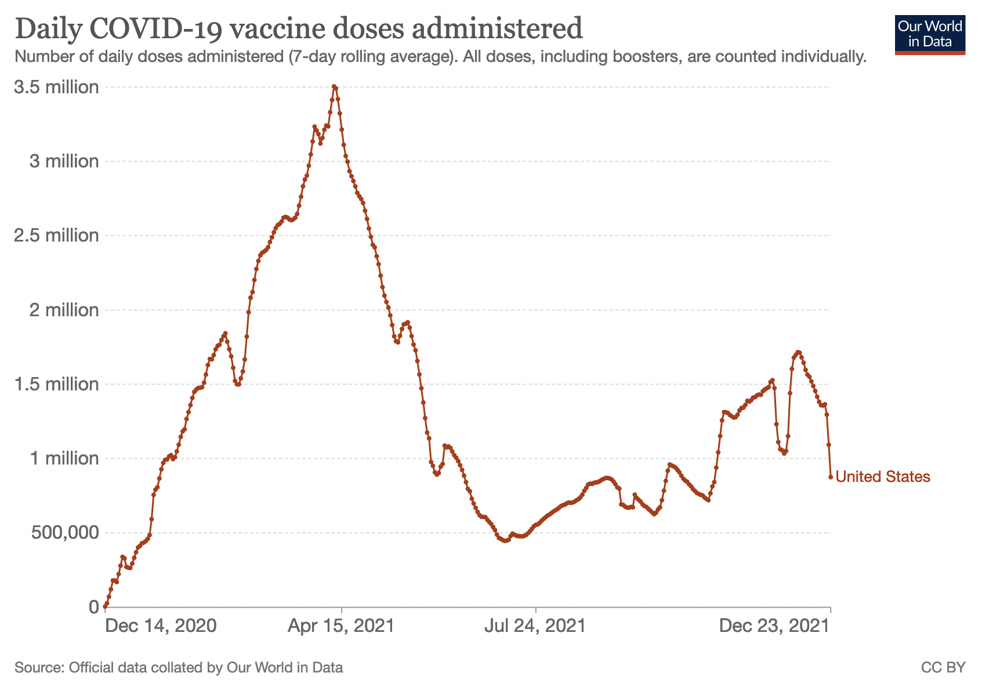 Daily COVID-19 vaccine doses administered
Our World
in Data
Number of daily doses administered (7-day rolling average). All doses, including boosters, are counted individually.
3.5 million
3 million
2.5 million
2 million
1.5 million
1 million
United States
500,000
0
Dec 14, 2020
Apr 15, 2021
Jul 24, 2021
Dec 23, 2021
Source: Official data collated by Our World in Data
CC BY